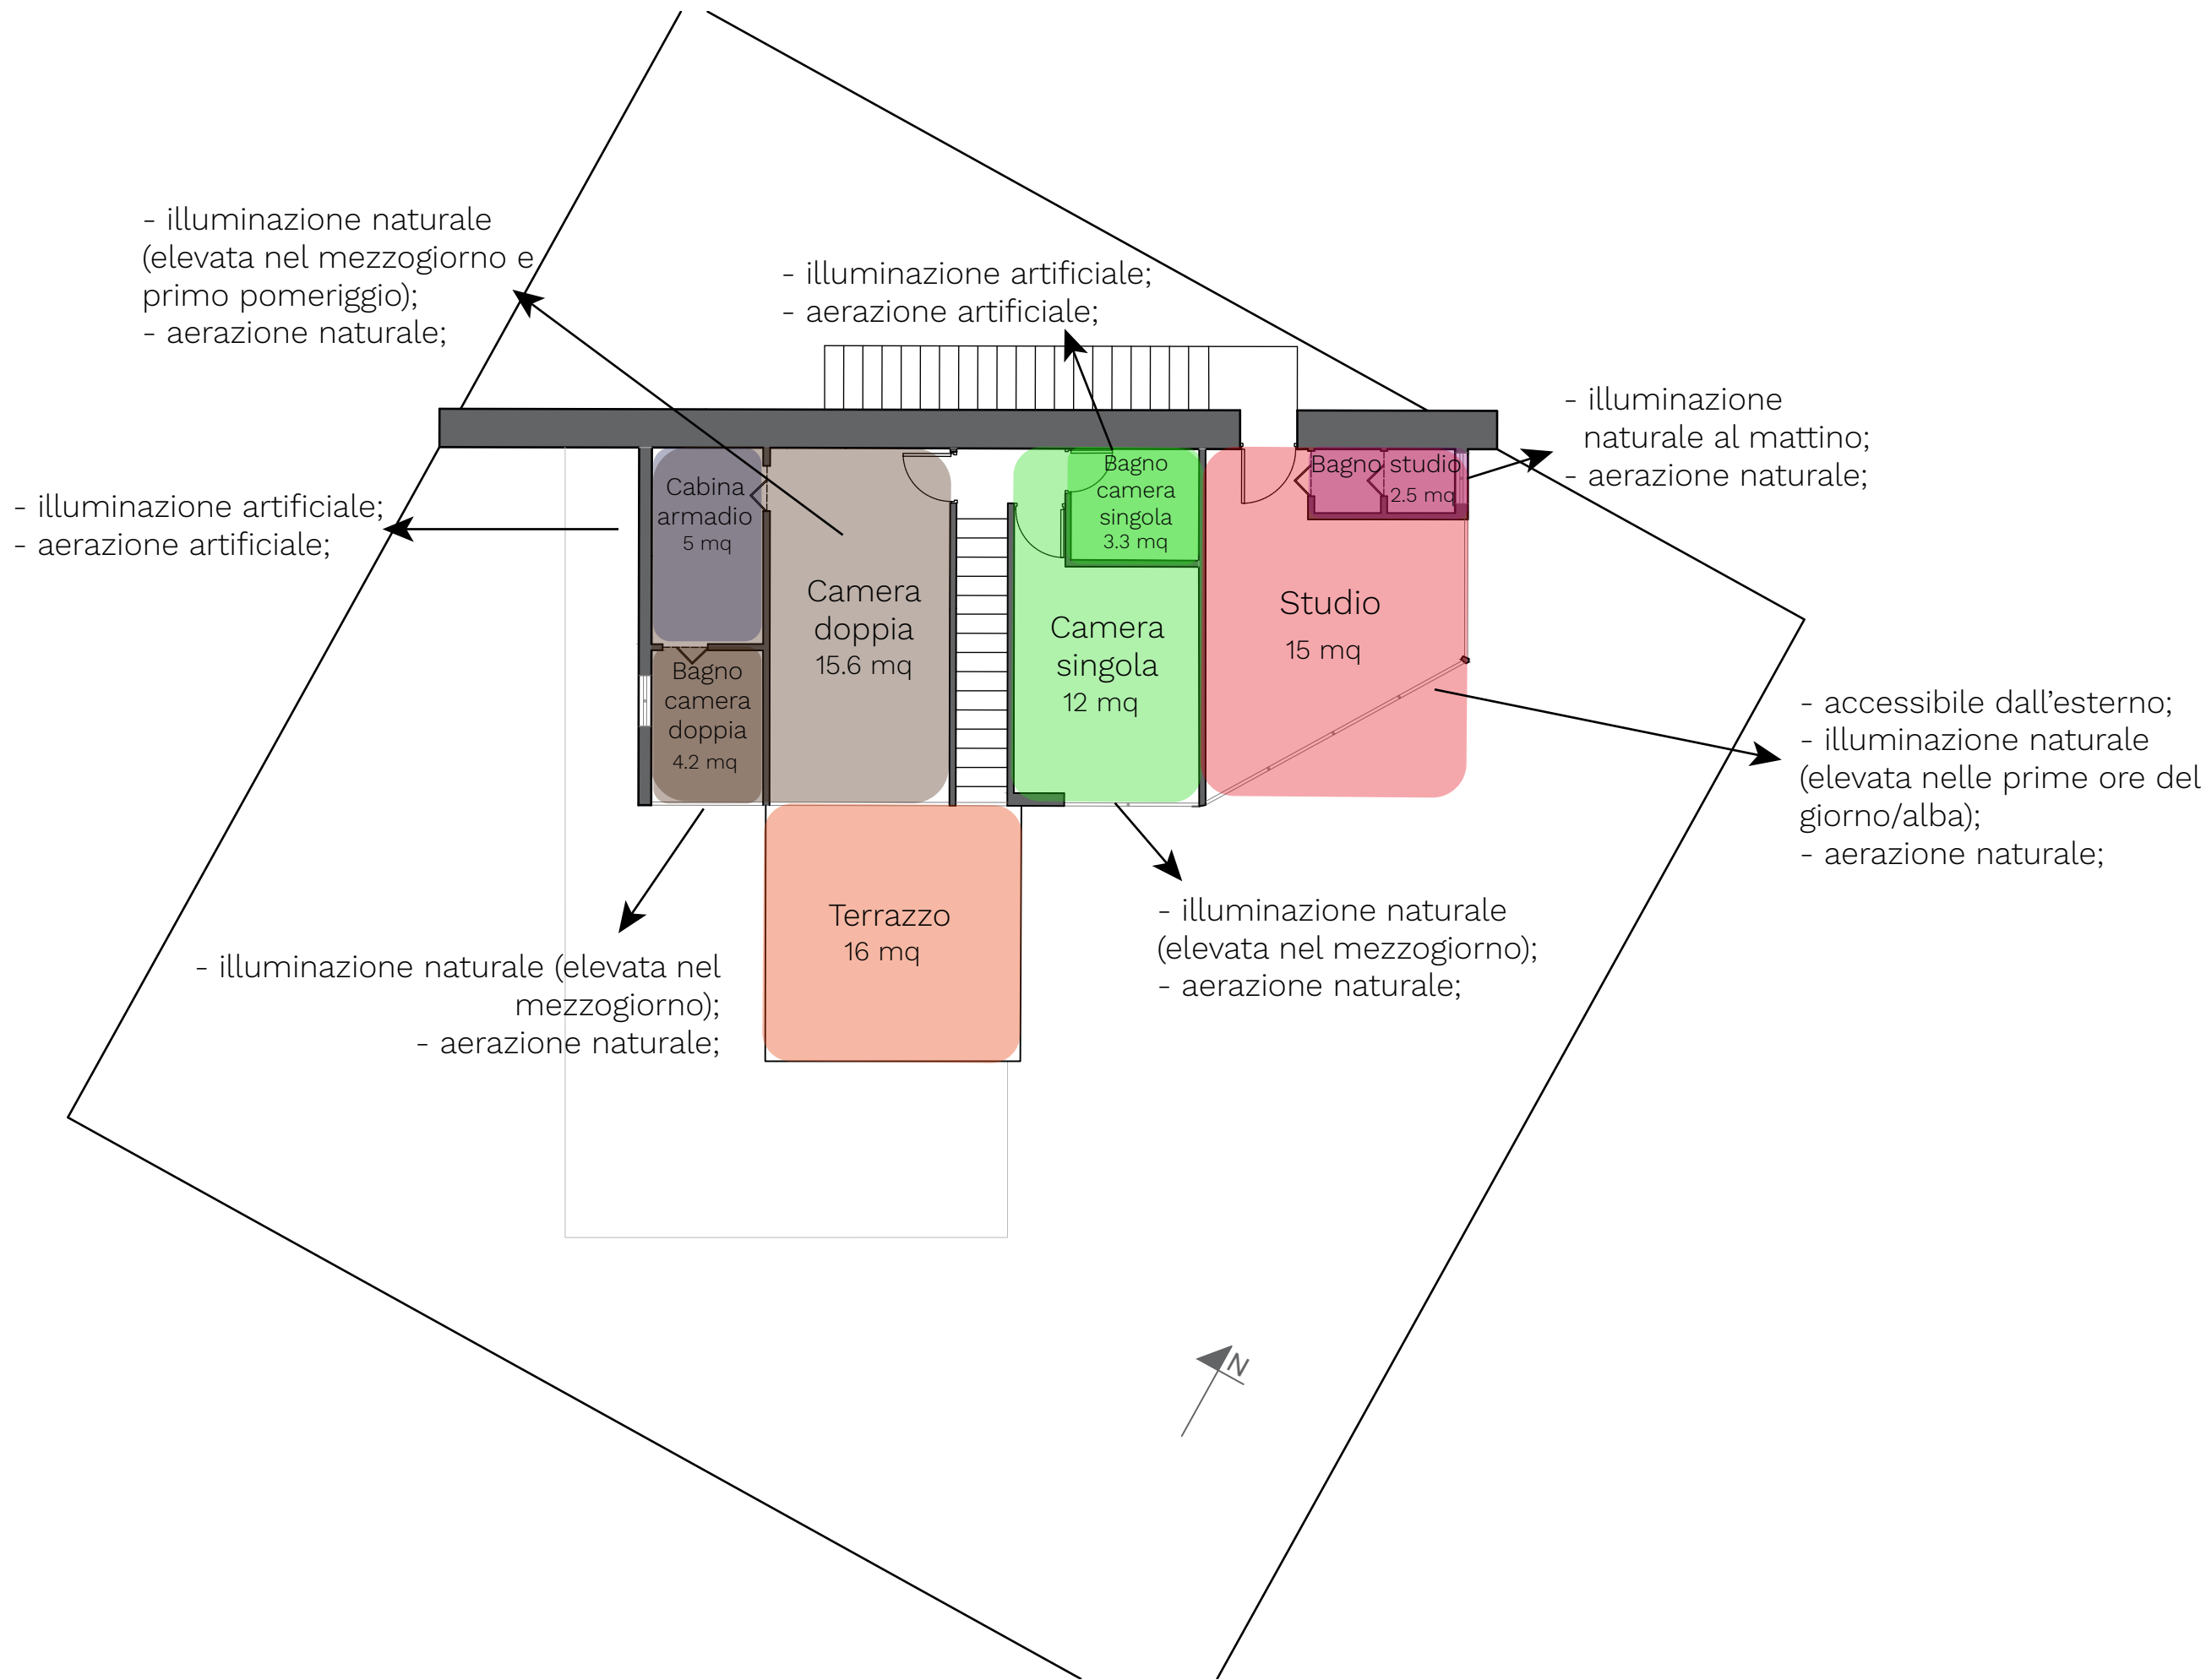 - illuminazione naturale
(elevata nel mezzogiorno e
primo pomeriggio);
- aerazione naturale;
- illuminazione artificiale;
- aerazione artificiale;
- illuminazione
naturale al mattino;
- aerazione naturale;
- illuminazione artificiale;
- aerazione artificiale;
Cabina
armadio
5 mq
Bagno
camera
singola
3.3 mq
Bagno studio
2.5 mq
Camera
doppia
15.6 mq
Camera
singola
12 mq
Studio
15 mq
Bagno
camera
doppia
4.2 mq
- accessibile dall’esterno;
- illuminazione naturale
(elevata nelle prime ore del
giorno/alba);
- aerazione naturale;
Terrazzo
16 mq
- illuminazione naturale
(elevata nel mezzogiorno);
- aerazione naturale;
- illuminazione naturale (elevata nel
mezzogiorno);
- aerazione naturale;
N